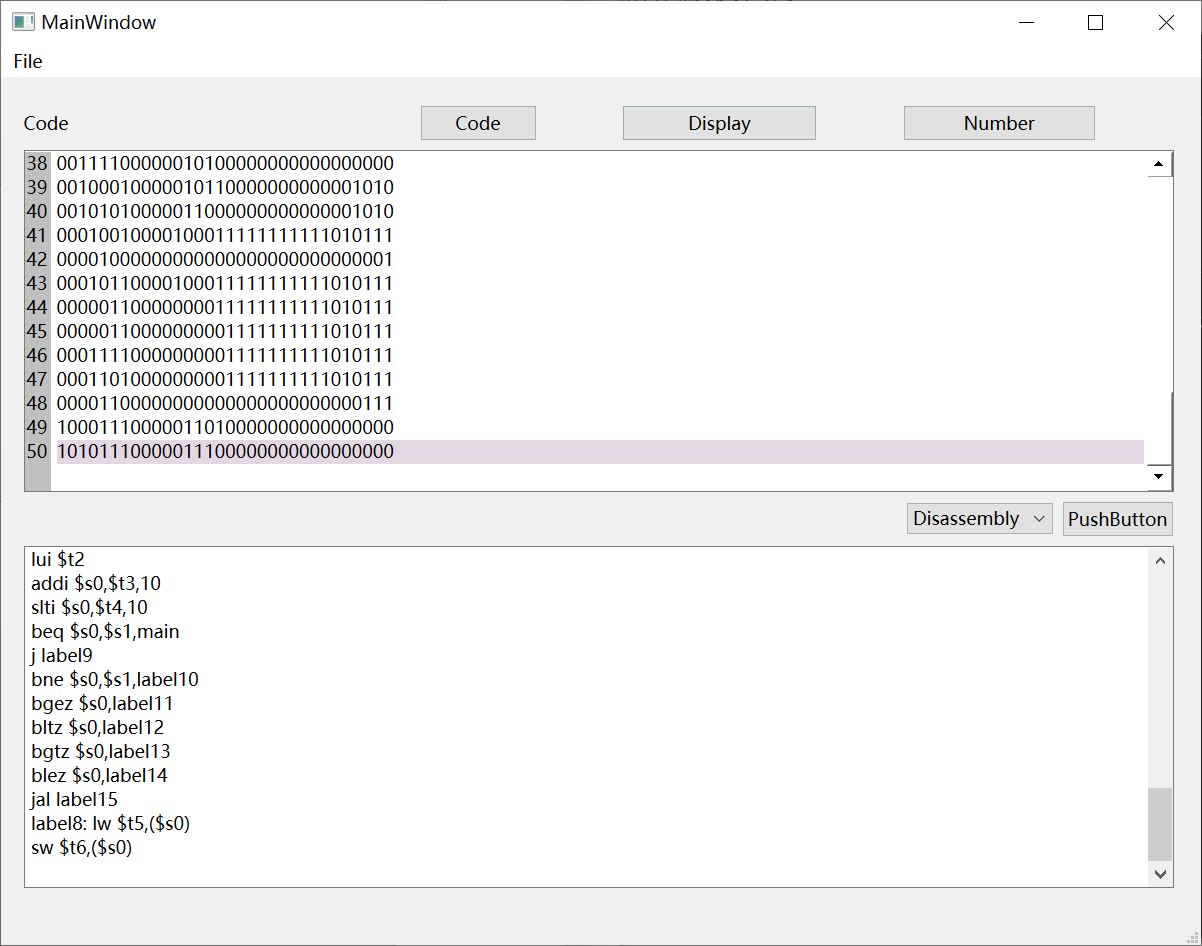 MainWindow
File
Code Code Display Number
38 00111100000010100000000000000000
39 00100010000010110000000000001010
40 00101010000011000000000000001010
41 00010010000100011111111111010111
42 00001000000000000000000000000001
43 00010110000100011111111111010111
44 00000110000000011111111111010111
45 00000110000000001111111111010111
46 00011110000000001111111111010111
47 00011010000000001111111111010111
48 00001100000000000000000000000111
49 10001110000011010000000000000000
50 10101110000011100000000000000000
Disassembly PushButton
lui $t2
addi $s0,$t3,10
slti $s0,$t4,10
beq $s0,$s1,main
j label9
bne $s0,$s1,label10
bgez $s0,label11
bltz $s0,label12
bgtz $s0,label13
blez $s0,label14
jal label15
label8: lw $t5,($s0)
sw $t6,($s0)